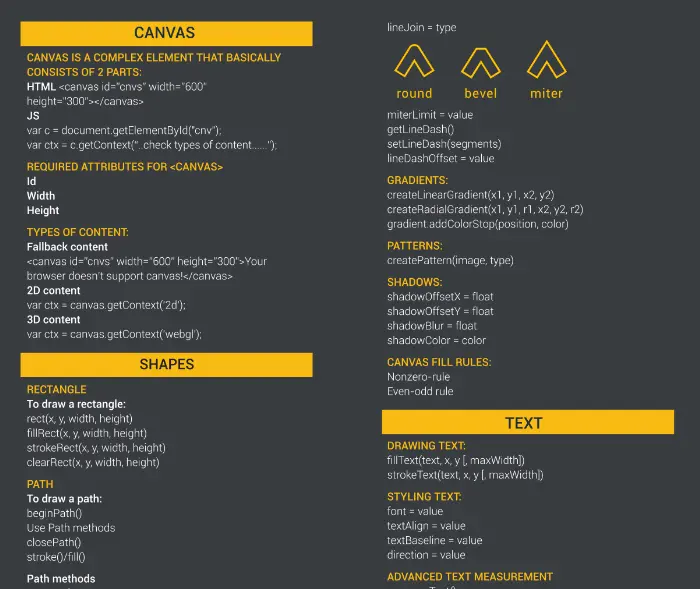 CANVAS
CANVAS IS A COMPLEX ELEMENT THAT BASICALLY
CONSISTS OF 2 PARTS:
HTML <canvas id="cnvs" width="600"
height="300"></canvas>
JS
var c = document.getElementById("cnv");
var ctx = c.getContext("..check types of content......");
REQUIRED ATTRIBUTES FOR <CANVAS>
Id
Width
Height
TYPES OF CONTENT:
Fallback content
<canvas id="cnvs" width="600" height="300">Your
browser doesn't support canvas!</canvas>
2D content
var ctx = canvas.getContext('2d');
3D content
var ctx = canvas.getContext('webgl');
SHAPES
RECTANGLE
To draw a rectangle:
rect(x, y, width, height)
fillRect(x, y, width, height)
strokeRect(x, y, width, height)
clearRect(x, y, width, height)
PATH
To draw a path:
beginPath()
Use Path methods
closePath()
stroke()/fill()
Path methods
lineJoin = type
round bevel miter
miterLimit = value
getLineDash()
setLineDash(segments)
lineDashOffset = value
GRADIENTS:
createLinearGradient(x1, y1, x2, y2)
createRadialGradient(x1, y1, r1, x2, y2, r2)
gradient.addColorStop(position, color)
PATTERNS:
createPattern(image, type)
SHADOWS:
shadowOffsetX = float
shadowOffsetY = float
shadowBlur = float
shadowColor = color
CANVAS FILL RULES:
Nonzero-rule
Even-odd rule
TEXT
DRAWING TEXT:
fillText(text, x, y [, maxWidth])
strokeText(text, x, y [, maxWidth])
STYLING TEXT:
font = value
textAlign = value
textBaseline = value
direction = value
ADVANCED TEXT MEASUREMENT